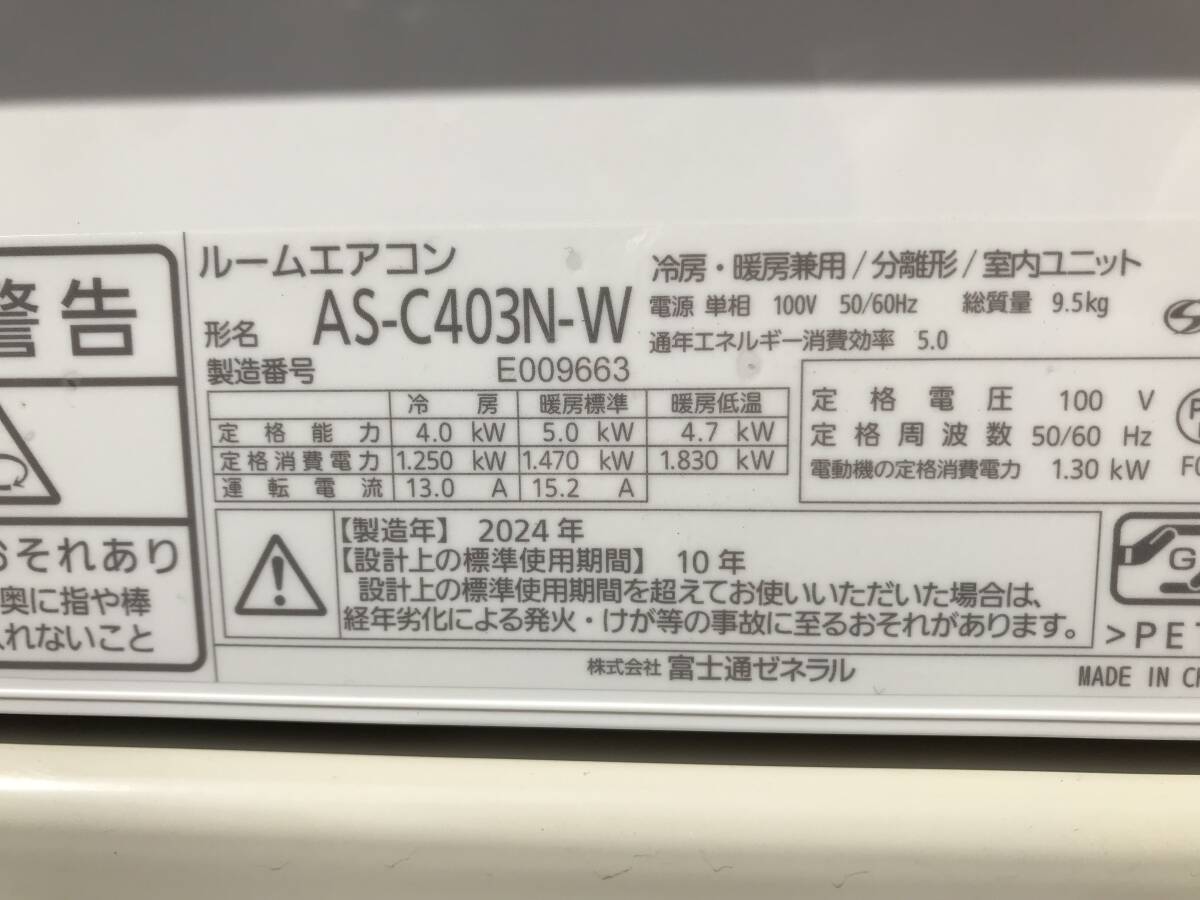 警告
おそれあり
奥に指や棒
れないこと
ルームエアコン
形名 AS-C403N-W
製造番号 E009663
冷房・暖房兼用/分離形/室内ユニット
電源 単相 100V 50/60Hz 総質量 9.5kg
通年エネルギー消費効率 5.0
冷房 暖房標準 暖房低温
定格能力 4.0 kW 5.0 kW 4.7 kW
定格消費電力 1.250 kW 1.470 kW 1.830 kW
運転電流 13.0 A 15.2 A
定格電圧 100 V
定格周波数 50/60 Hz
電動機の定格消費電力 1.30 kW
【製造年】 2024 年
【設計上の標準使用期間】 10 年
設計上の標準使用期間を超えてお使いいただいた場合は、
経年劣化による発火・けが等の事故に至るおそれがあります。
株式会社 富士通ゼネラル
G
>PET
MADE IN CH